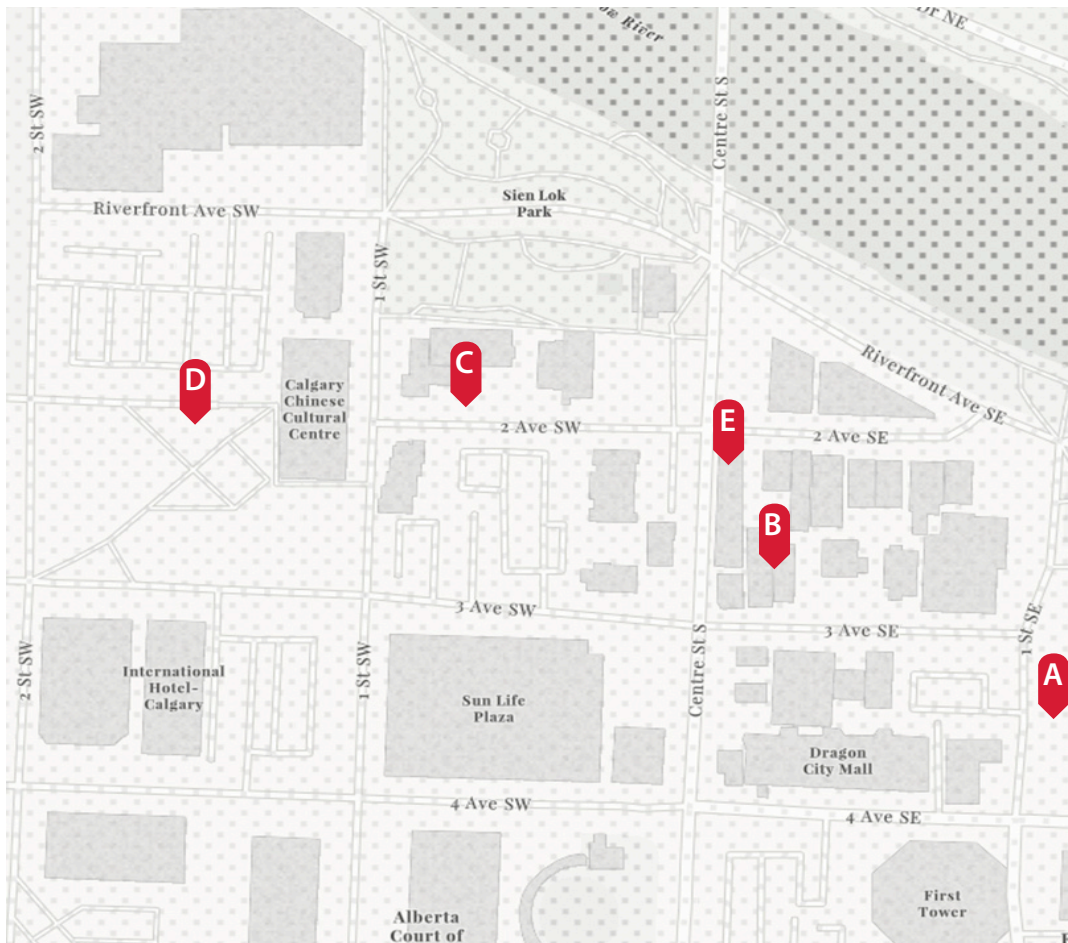 Dr NE
River
2 St SW
Centre St S
Sien Lok
Park
Riverfront Ave SW
1 St SW
Riverfront Ave SE
D
C
Calgary
Chinese
Cultural
Centre
E
2 Ave SW
2 Ave SE
B
3 Ave SW
3 Ave SE
1 St SE
2 St SW
1 St SW
Centre St S
A
International
Hotel-
Calgary
Sun Life
Plaza
Dragon
City Mall
4 Ave SW
4 Ave SE
First
Tower
Alberta
Court of